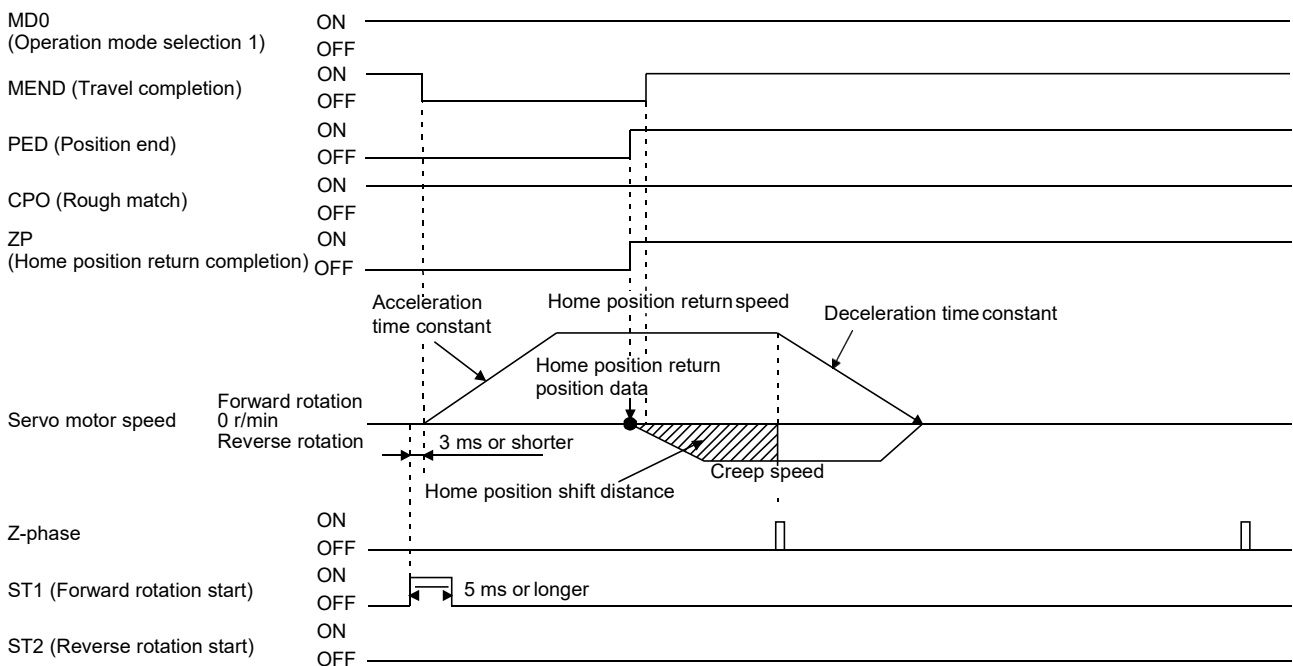 MD0
(Operation mode selection 1)
ON
OFF
MEND (Travel completion)
ON
OFF
PED (Position end)
ON
OFF
CPO (Rough match)
ON
OFF
ZP
(Home position return completion)
ON
OFF
Acceleration
time constant
Home position return speed
Deceleration time constant
Home position return
position data
Servo motor speed
Forward rotation
0 r/min
Reverse rotation
3 ms or shorter
Creep speed
Home position shift distance
Z-phase
ON
OFF
ST1 (Forward rotation start)
ON
OFF
5 ms or longer
ST2 (Reverse rotation start)
ON
OFF